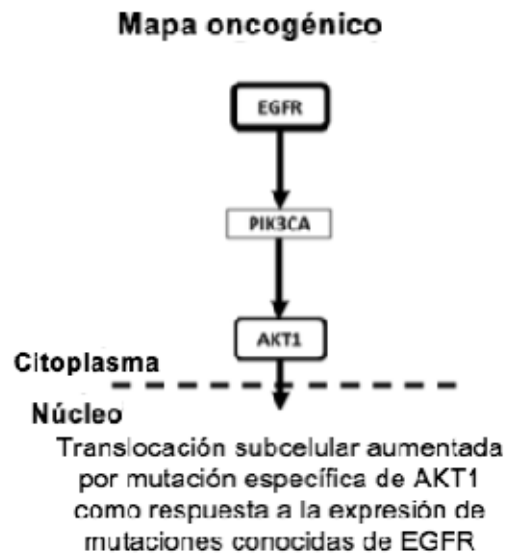 Mapa oncogénico
EGFR
PIK3CA
AKT1
Citoplasma
Núcleo
Translocación subcelular aumentada
por mutación específica de AKT1
como respuesta a la expresión de
mutaciones conocidas de EGFR